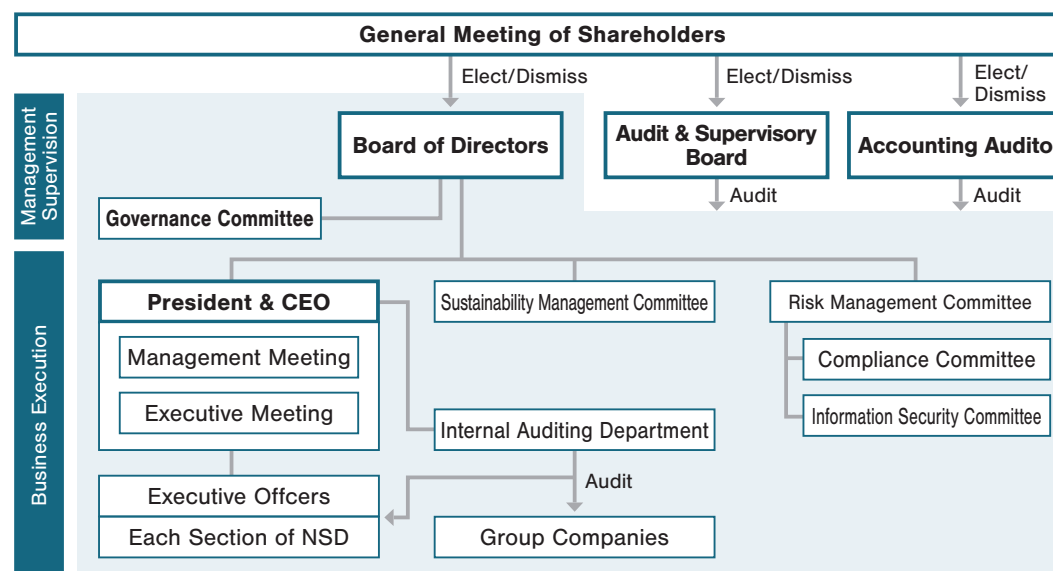 General Meeting of Shareholders
Elect/Dismiss
Elect/Dismiss
Elect/
Dismiss
Management
Supervision
Board of Directors
Audit & Supervisory
Board
Accounting Audito
Audit
Audit
Governance Committee
Business Execution
President & CEO
Sustainability Management Committee
Risk Management Committee
Management Meeting
Compliance Committee
Executive Meeting
Internal Auditing Department
Information Security Committee
Audit
Executive Offcers
Each Section of NSD
Group Companies